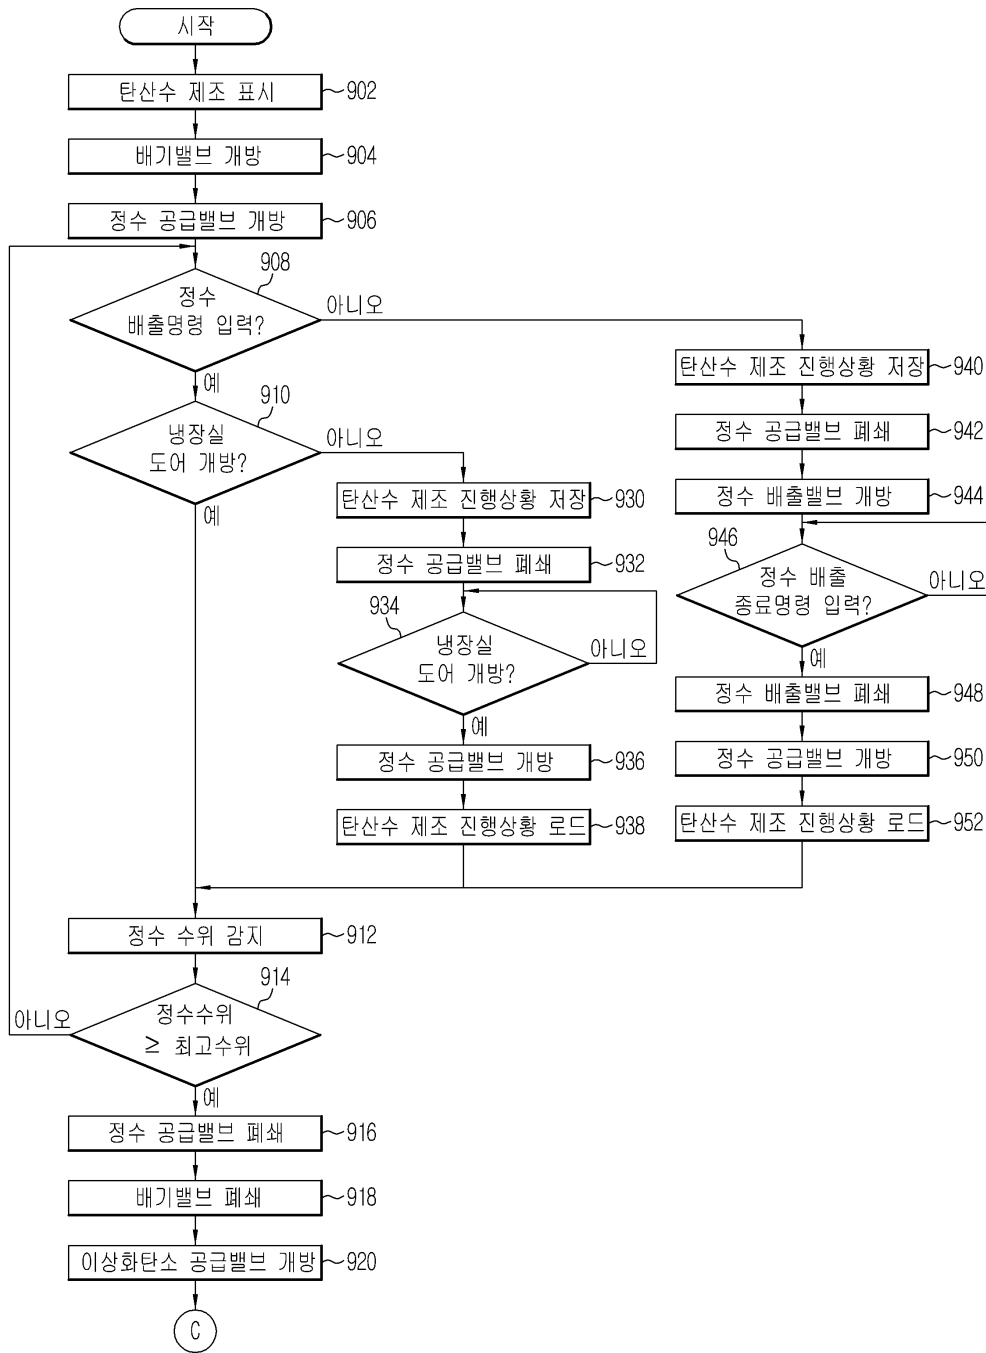 시작
탄산수 제조 표시
902
배기밸브 개방
904
정수 공급밸브 개방
906
908
정수
배출명령 입력?
아니오
예
910
냉장실
도어 개방?
아니오
예
탄산수 제조 진행상황 저장
930
정수 공급밸브 폐쇄
932
934
냉장실
도어 개방?
아니오
예
정수 공급밸브 개방
936
탄산수 제조 진행상황 로드
938
탄산수 제조 진행상황 저장
940
정수 공급밸브 폐쇄
942
정수 배출밸브 개방
944
946
정수 배출
종료명령 입력?
아니오
예
정수 배출밸브 폐쇄
948
정수 공급밸브 개방
950
탄산수 제조 진행상황 로드
952
정수 수위 감지
912
914
정수수위
≥ 최고수위
아니오
예
정수 공급밸브 폐쇄
916
배기밸브 폐쇄
918
이상화탄소 공급밸브 개방
920
C